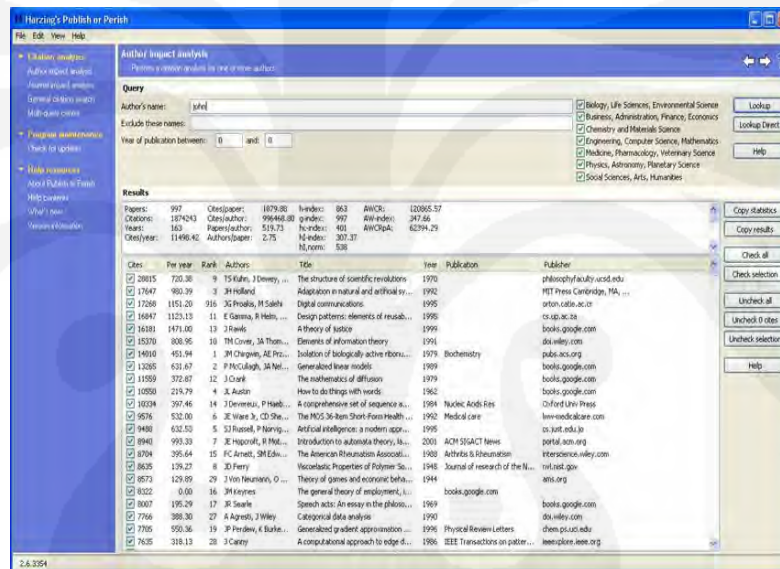 Harzing's Publish or Perish
File Edit View Help
Citation analysis
Author impact analysis
Journal impact analysis
General citation search
Multi-query center
Program maintenance
Check for updates
Help resources
About Publish or Perish
Help contents
What's new
Version information
Author impact analysis
Perform a citation analysis for one or more authors
Query
Author's name: john
Exclude these names:
Year of publication between: 0 and: 0
Biology, Life Sciences, Environmental Science
Business, Administration, Finance, Economics
Chemistry and Materials Science
Engineering, Computer Science, Mathematics
Medicine, Pharmacology, Veterinary Science
Physics, Astronomy, Planetary Science
Social Sciences, Arts, Humanities
Lookup
Lookup Direct
Help
Results
Papers: 997 Cites/paper: 1879.88 h-index: 863 AWCR: 120865.57
Citations: 1874243 Cites/author: 996468.80 g-index: 997 AW-index: 347.66
Years: 163 Papers/author: 519.73 hc-index: 401 AWCRpA: 62394.29
Cites/year: 11498.42 Authors/paper: 2.75 hI-index: 307.37
hI,norm: 538
Copy statistics
Copy results
Check all
Check selection
Uncheck all
Uncheck 0 cites
Uncheck selection
Help
Cites Per year Rank Authors Title Year Publication Publisher
28815 720.38 9 TS Kuhn, J Dewey, ... The structure of scientific revolutions 1970 philosophyfaculty.ucsd.edu
17647 980.39 3 JH Holland Adaptation in natural and artificial sy... 1992 MIT Press Cambridge, MA, ...
17268 1151.20 916 JG Proakis, M Salehi Digital communications 1995 orton.catie.ac.cr
16847 1123.13 11 E Gamma, R Helm, ... Design patterns: elements of reusab... 1995 cs.up.ac.za
16181 1471.00 13 J Rawls A theory of justice 1999 books.google.com
15370 808.95 18 TM Cover, JA Thom... Elements of information theory 1991 doi.wiley.com
14010 451.94 1 JM Chirgwin, AE Prz... Isolation of biologically active ribonu... 1979 Biochemistry pubs.acs.org
13265 631.67 2 P McCullagh, JA Nel... Generalized linear models 1989 books.google.com
11559 372.87 12 J Crank The mathematics of diffusion 1979 books.google.com
10550 219.79 4 JL Austin How to do things with words 1962 books.google.com
10334 397.46 14 J Devereux, P Haeb... A comprehensive set of sequence a... 1984 Nucleic Acids Res Oxford Univ Press
9576 532.00 6 JE Ware Jr, CD She... The MOS 36-item Short-Form Health ... 1992 Medical care lww-medicalcare.com
9488 632.53 5 SJ Russell, P Norvig... Artificial intelligence: a modern appr... 1995 cs.just.edu.jo
8940 993.33 7 JE Hopcroft, R Mot... Introduction to automata theory, la... 2001 ACM SIGACT News portal.acm.org
8704 395.64 15 FC Arnett, SM Edw... The American Rheumatism Associati... 1988 Arthritis & Rheumatism interscience.wiley.com
8635 139.27 8 JD Ferry Viscoelastic Properties of Polymer So... 1948 Journal of research of the N... nvl.nist.gov
8573 129.89 29 J Von Neumann, O ... Theory of games and economic beha... 1944 ams.org
8322 0.00 16 JM Keynes The general theory of employment, i... books.google.com
8007 195.29 17 JR Searle Speech acts: An essay in the philoso... 1969 books.google.com
7766 388.30 27 A Agresti, J Wiley Categorical data analysis 1990 doi.wiley.com
7705 550.36 19 JP Perdew, K Burke... Generalized gradient approximation ... 1996 Physical Review Letters chem.ps.uci.edu
7635 318.13 28 J Canny A computational approach to edge d... 1986 IEEE Transactions on patter... ieeexplore.ieee.org
2.6.3354